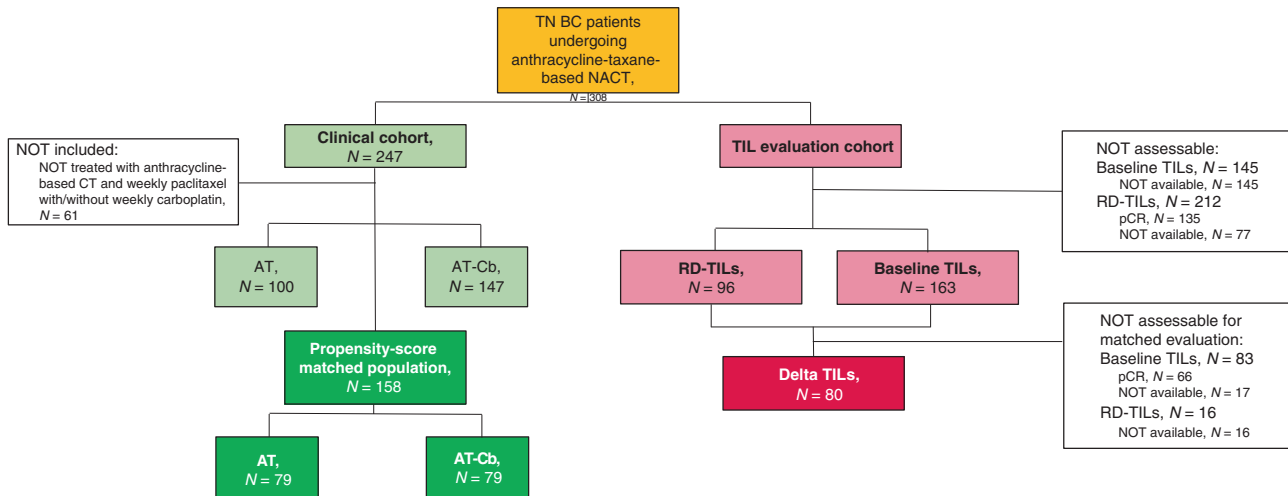 TN BC patients
undergoing
anthracycline-taxane-
based NACT,
N = 308
Clinical cohort,
N = 247
TIL evaluation cohort
NOT included:
NOT treated with anthracycline-
based CT and weekly paclitaxel
with/without weekly carboplatin,
N = 61
NOT assessable:
Baseline TILs, N = 145
NOT available, N = 145
RD-TILs, N = 212
pCR, N = 135
NOT available, N = 77
AT,
N = 100
AT-Cb,
N = 147
RD-TILs,
N = 96
Baseline TILs,
N = 163
Propensity-score
matched population,
N = 158
Delta TILs,
N = 80
NOT assessable for
matched evaluation:
Baseline TILs, N = 83
pCR, N = 66
NOT available, N = 17
RD-TILs, N = 16
NOT available, N = 16
AT,
N = 79
AT-Cb,
N = 79